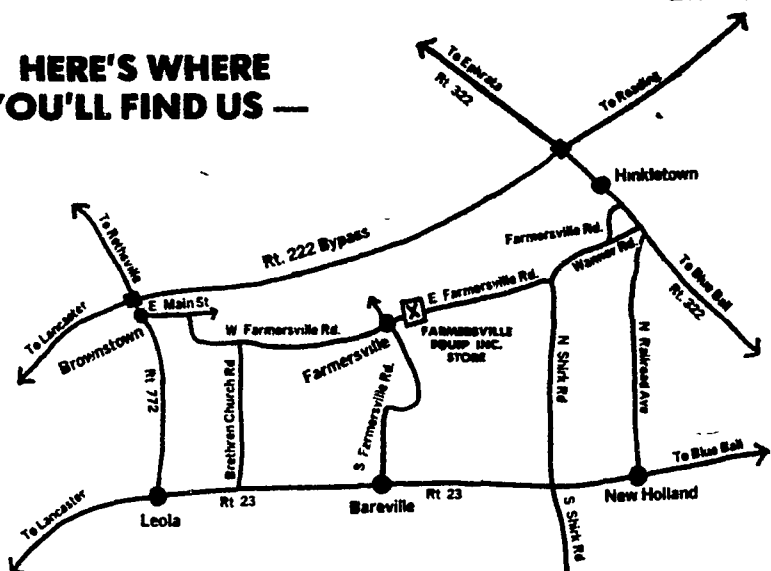 HERE'S WHERE
YOU'LL FIND US —
To Ephrata
Rt 322
To Reading
Hinkletown
To Rothsville
Rt. 222 Bypass
Farmersville Rd.
Wanner Rd.
To Blue Ball
Rt. 322
E Main St
E Farmersville Rd.
To Lancaster
W Farmersville Rd.
FARMERSVILLE
EQUIP INC.
STORE
Brownstown
Farmersville
Rt 772
Brethren Church Rd
S Farmersville Rd.
N Shirk Rd
N Railroad Ave
To Blue Ball
To Lancaster
Leola
Rt 23
Bareville
Rt 23
New Holland
S Shirk Rd